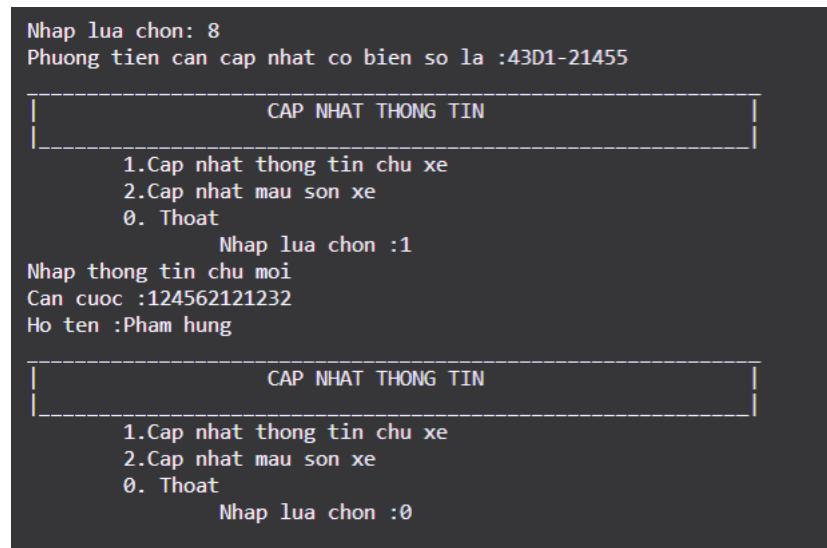 Nhap lua chon: 8
Phuong tien can cap nhat co bien so la :43D1-21455
CAP NHAT THONG TIN
1.Cap nhat thong tin chu xe
2.Cap nhat mau son xe
0. Thoat
Nhap lua chon :1
Nhap thong tin chu moi
Can cuoc :124562121232
Ho ten :Pham hung
CAP NHAT THONG TIN
1.Cap nhat thong tin chu xe
2.Cap nhat mau son xe
0. Thoat
Nhap lua chon :0